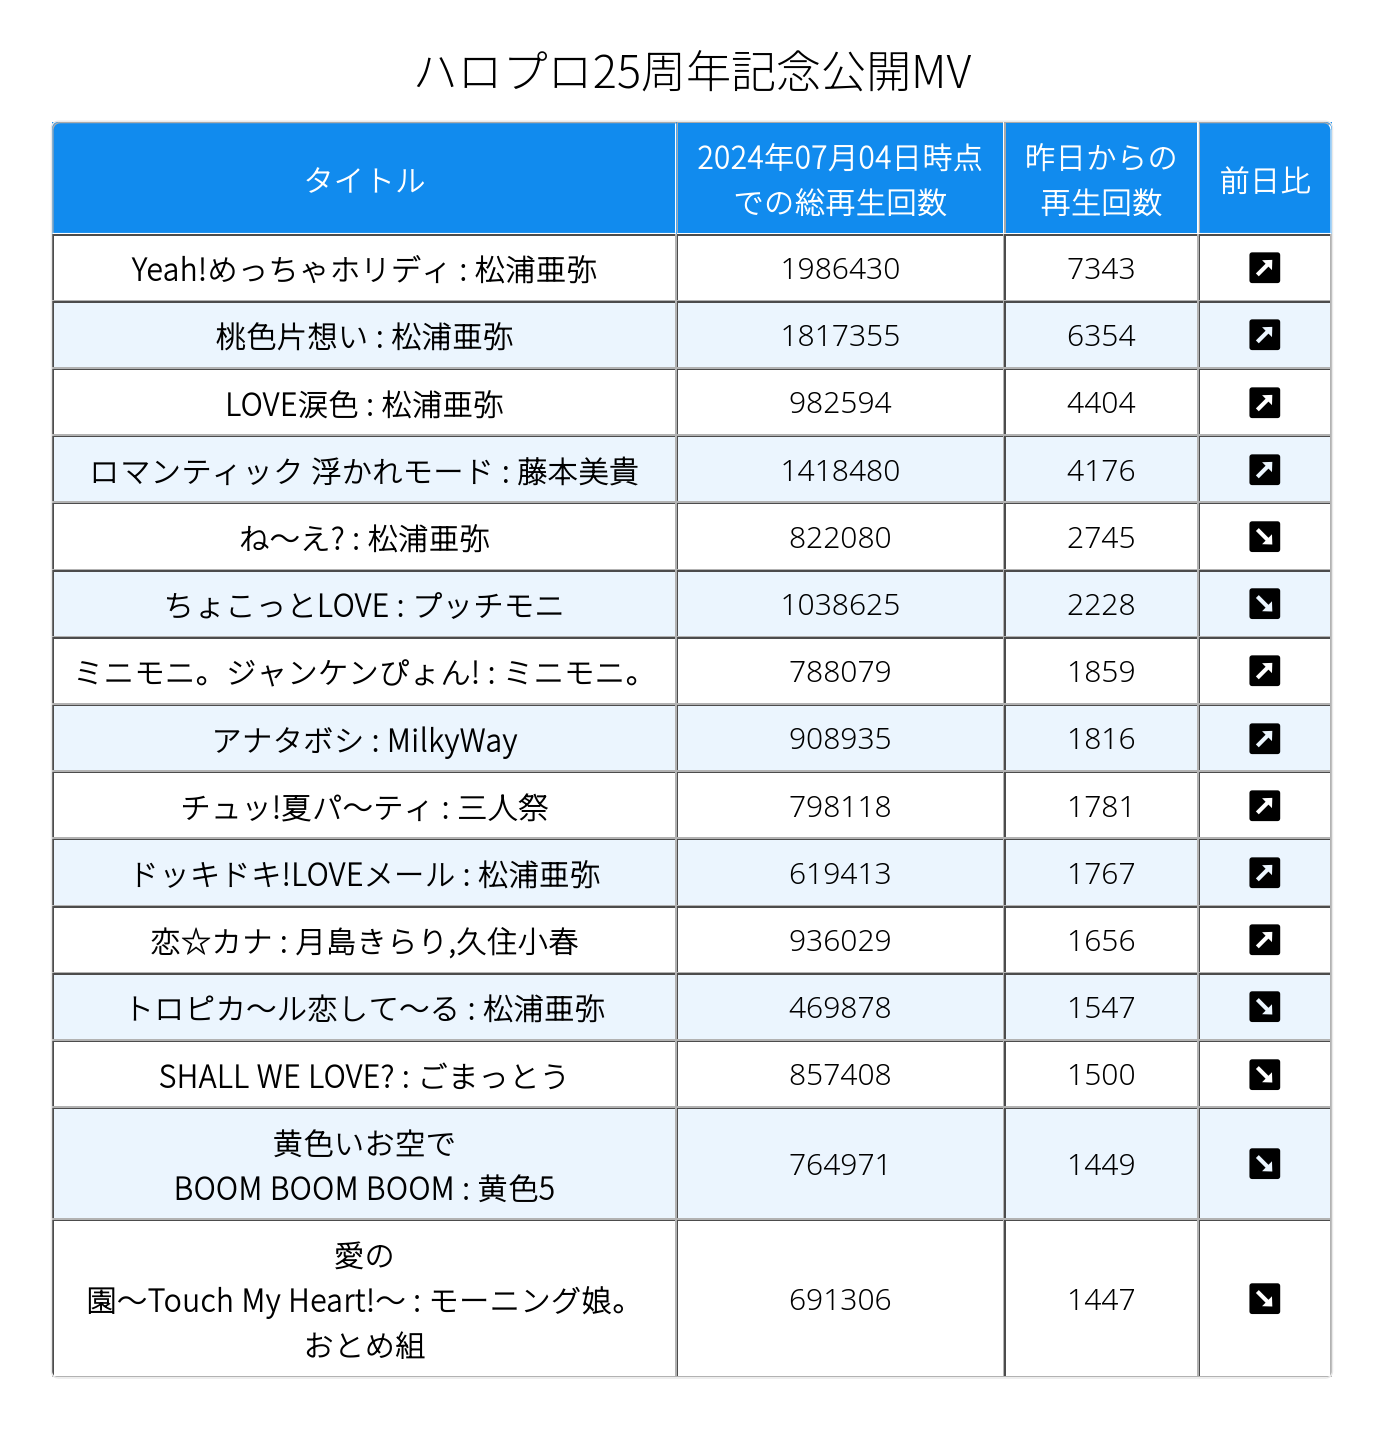 ハロプロ25周年記念公開MV
タイトル
2024年07月04日時点
での総再生回数
昨日からの
再生回数
前日比
Yeah!めっちゃホリディ : 松浦亜弥 1986430 7343
桃色片想い : 松浦亜弥 1817355 6354
LOVE涙色 : 松浦亜弥 982594 4404
ロマンティック 浮かれモード : 藤本美貴 1418480 4176
ね〜え? : 松浦亜弥 822080 2745
ちょこっとLOVE : プッチモニ 1038625 2228
ミニモニ。ジャンケンぴょん! : ミニモニ。 788079 1859
アナタボシ : MilkyWay 908935 1816
チュッ!夏パ〜ティ : 三人祭 798118 1781
ドッキドキ!LOVEメール : 松浦亜弥 619413 1767
恋☆カナ : 月島きらり,久住小春 936029 1656
トロピカ〜ル恋して〜る : 松浦亜弥 469878 1547
SHALL WE LOVE? : ごまっとう 857408 1500
黄色いお空で
BOOM BOOM BOOM : 黄色5 764971 1449
愛の
園〜Touch My Heart!〜 : モーニング娘。 691306 1447
おとめ組